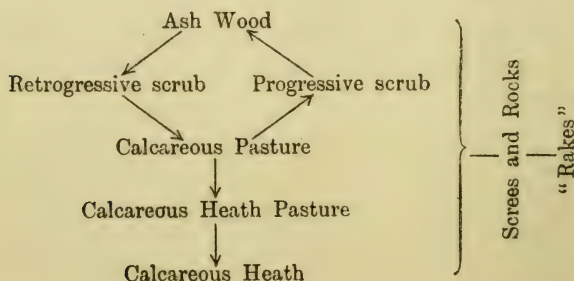 Ash Wood
Retrogressive scrub Progressive scrub
Calcareous Pasture
Calcareous Heath Pasture
Calcareous Heath
Screes and Rocks
“Rakes”